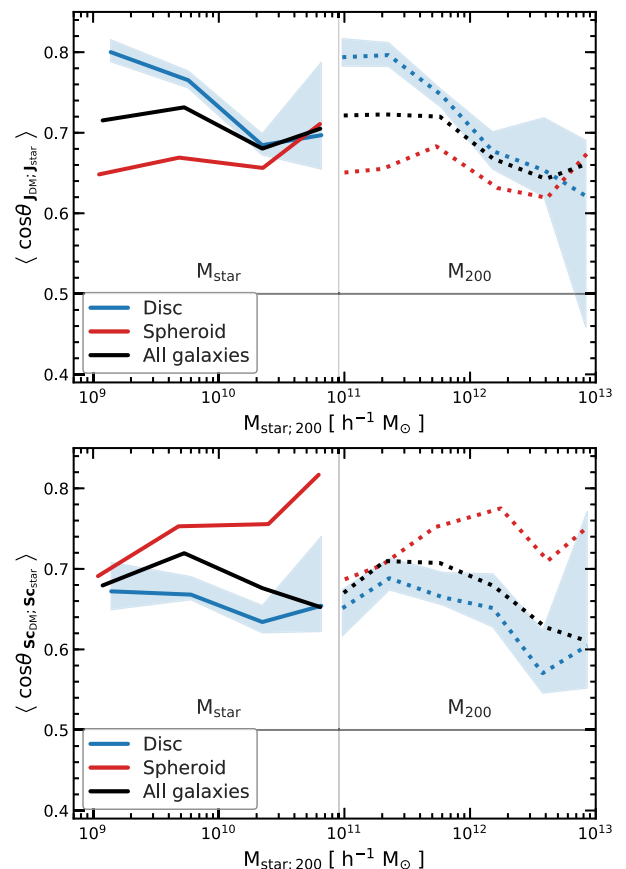 0.8
0.7
0.6
0.5
0.4
⟨ cosθ J_DM; J_star ⟩
M_star
M_200
Disc
Spheroid
All galaxies
10^9 10^10 10^11 10^12 10^13
M_star; 200 [ h^−1 M_⊙ ]
0.8
0.7
0.6
0.5
0.4
⟨ cosθ Sc_DM; Sc_star ⟩
M_star
M_200
Disc
Spheroid
All galaxies
10^9 10^10 10^11 10^12 10^13
M_star; 200 [ h^−1 M_⊙ ]